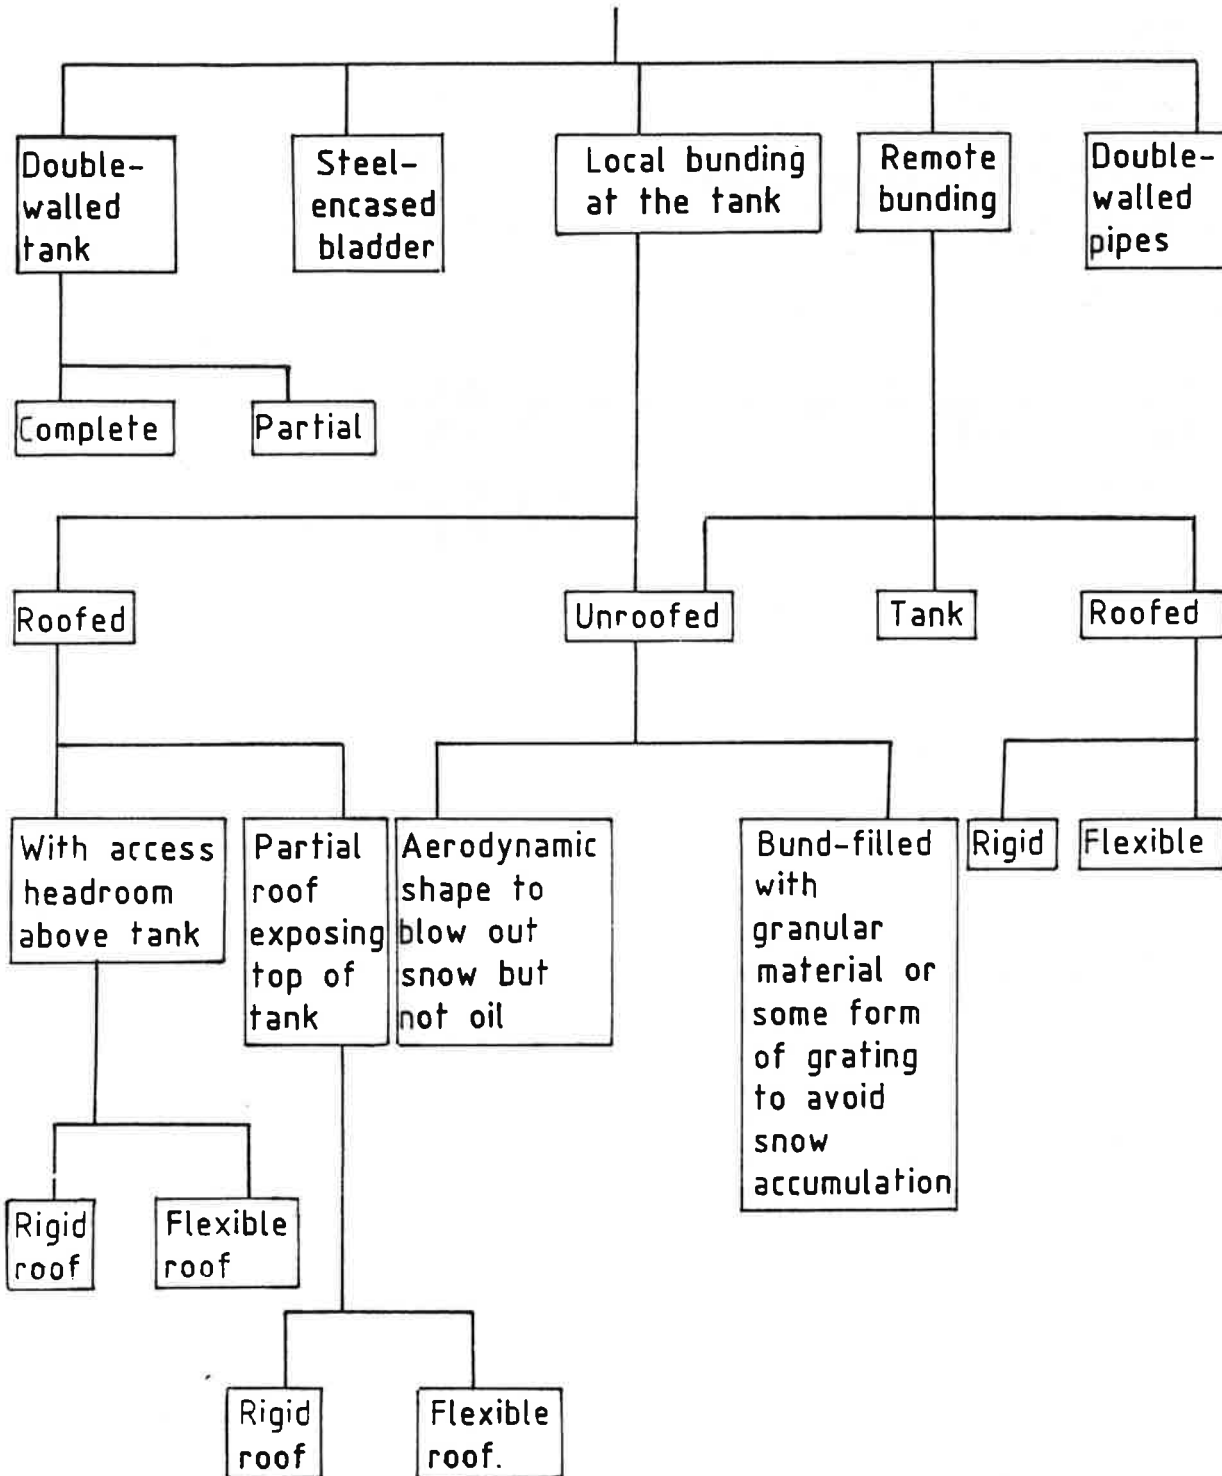 Double-
walled
tank
Steel-
encased
bladder
Local bunding
at the tank
Remote
bunding
Double-
walled
pipes
Complete
Partial
Roofed
Unroofed
Tank
Roofed
With access
headroom
above tank
Partial
roof
exposing
top of
tank
Aerodynamic
shape to
blow out
snow but
not oil
Bund-filled
with
granular
material or
some form
of grating
to avoid
snow
accumulation
Rigid
Flexible
Rigid
roof
Flexible
roof
Rigid
roof
Flexible
roof.